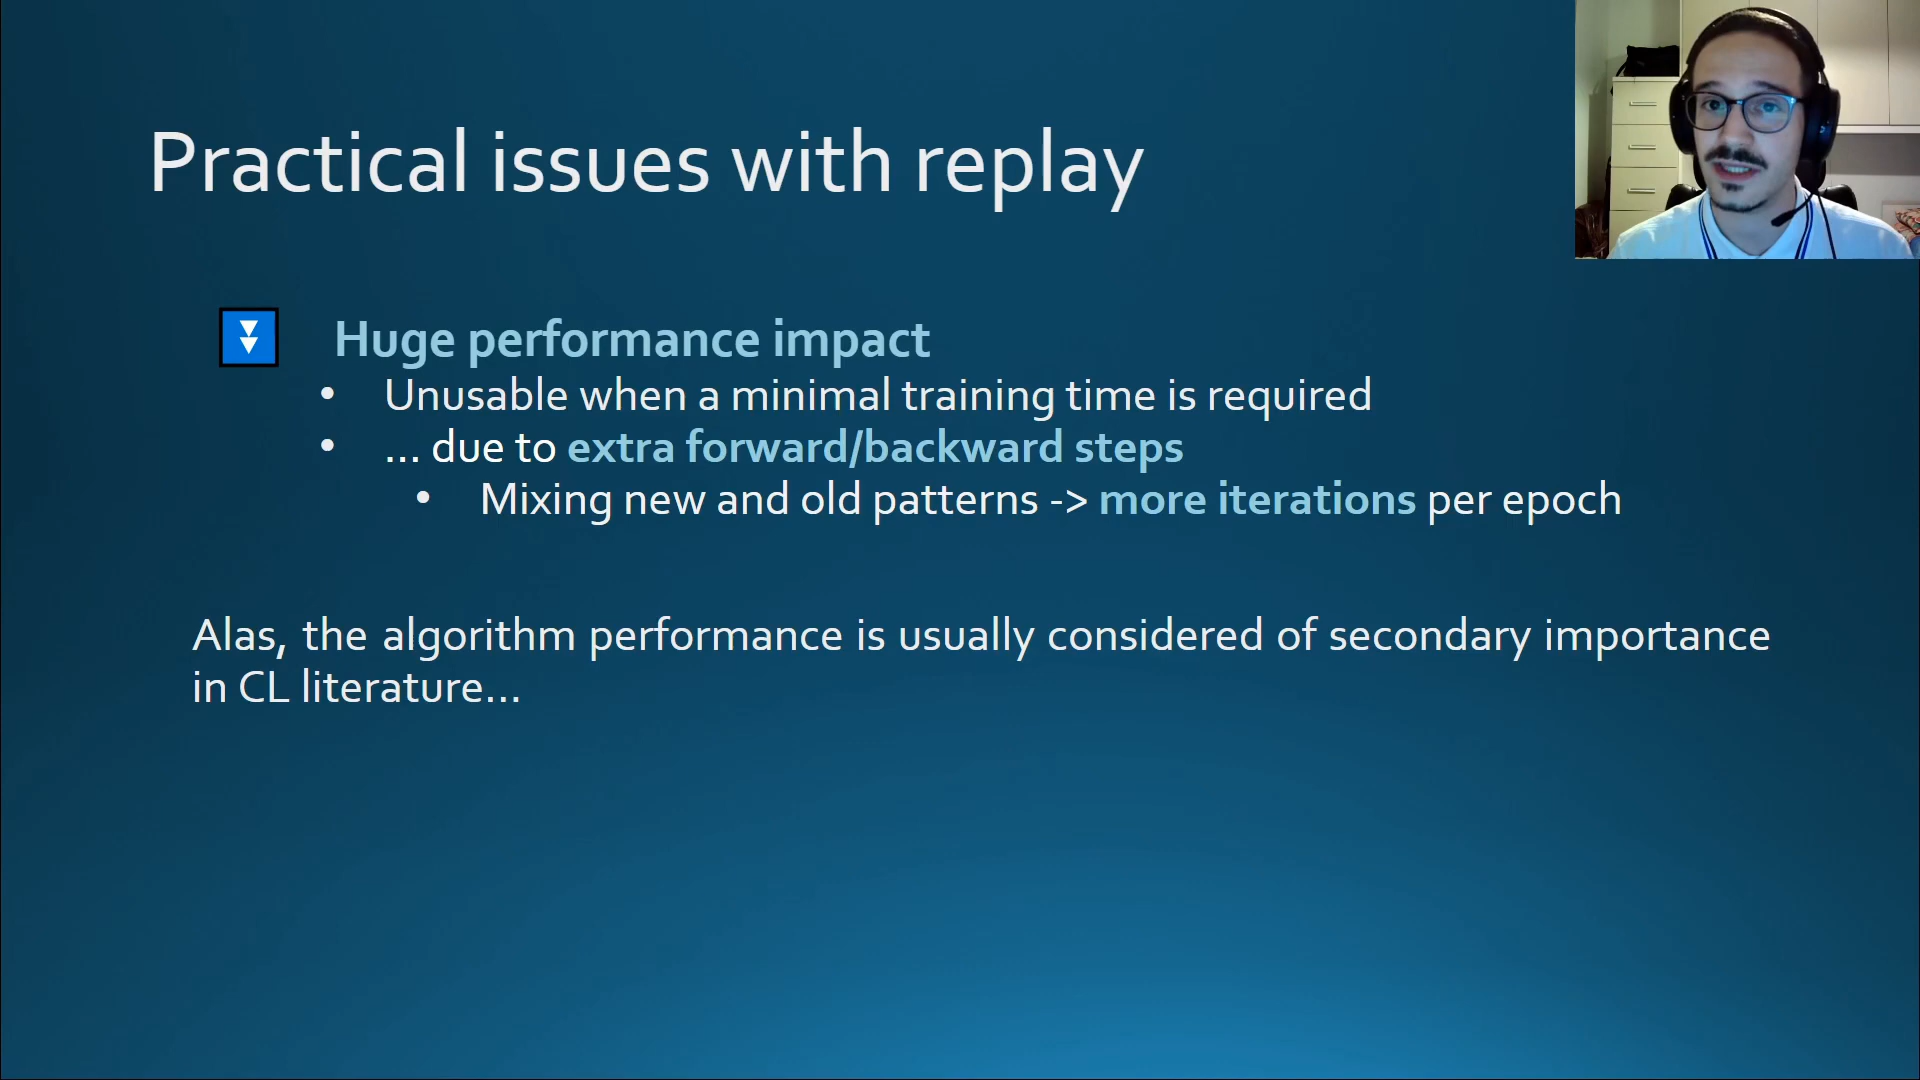 Practical issues with replay
Huge performance impact
• Unusable when a minimal training time is required
• ... due to extra forward/backward steps
• Mixing new and old patterns -> more iterations per epoch
Alas, the algorithm performance is usually considered of secondary importance
in CL literature...